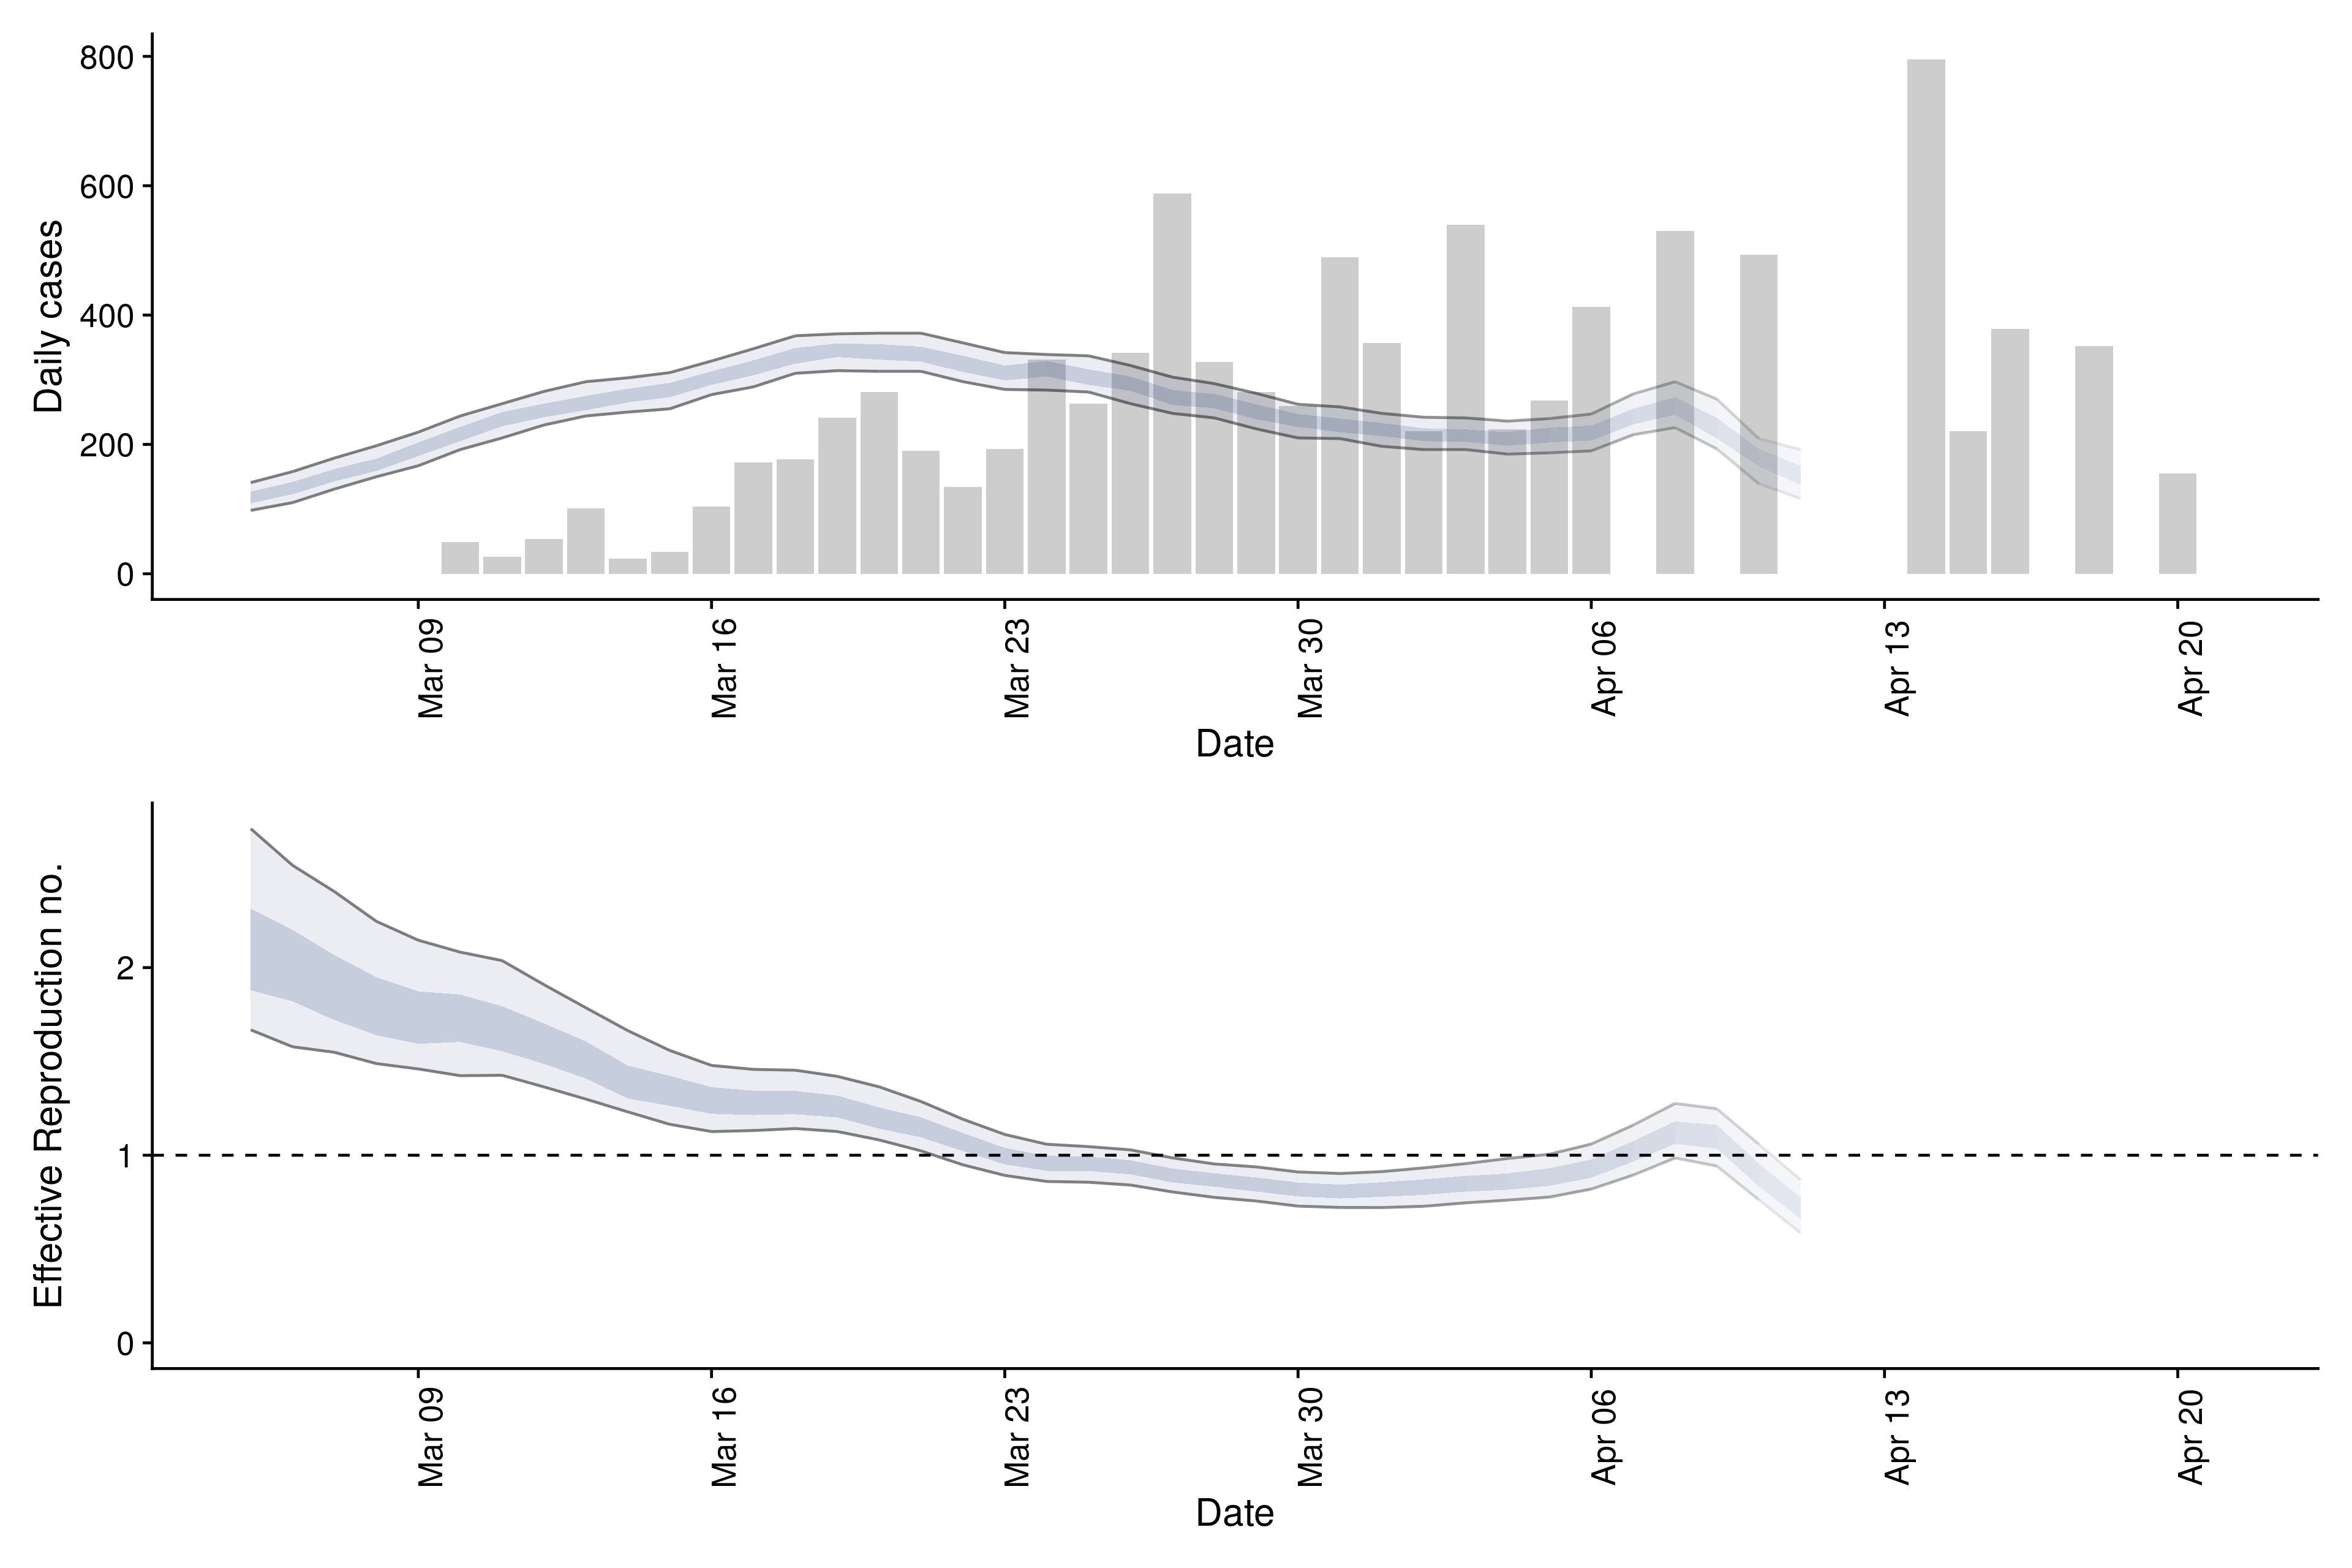 Daily cases
800
600
400
200
0
Mar 09
Mar 16
Mar 23
Mar 30
Apr 06
Apr 13
Apr 20
Date
Effective Reproduction no.
2
1
0
Mar 09
Mar 16
Mar 23
Mar 30
Apr 06
Apr 13
Apr 20
Date